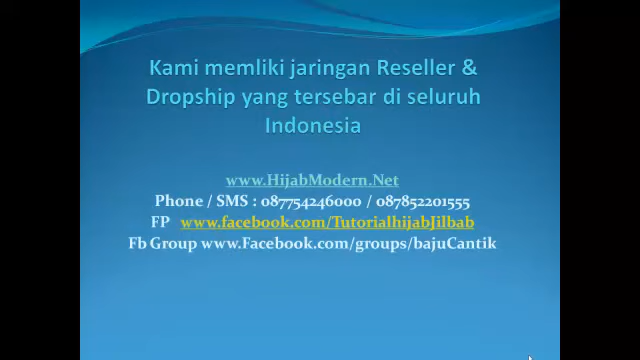 Kami memliki jaringan Reseller &
Dropship yang tersebar di seluruh
Indonesia
www.HijabModern.Net
Phone / SMS : 087754246000 / 087852201555
FP www.facebook.com/TutorialhijabJilbab
Fb Group www.Facebook.com/groups/bajuCantik